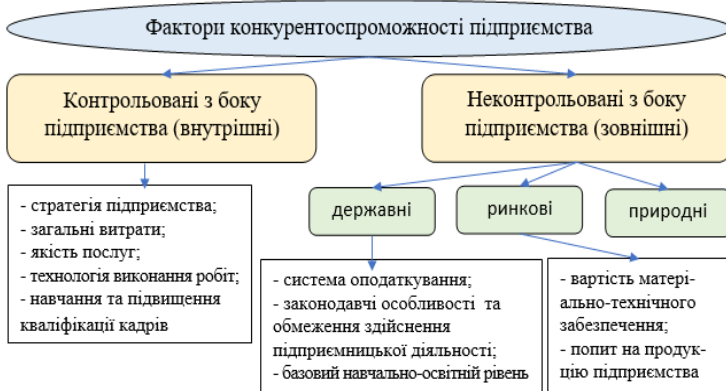 Фактори конкурентоспроможності підприємства
Контрольовані з боку
підприємства (внутрішні)
Неконтрольовані з боку
підприємства (зовнішні)
- стратегія підприємства;
- загальні витрати;
- якість послуг;
- технологія виконання робіт;
- навчання та підвищення
кваліфікації кадрів
державні
ринкові
природні
- система оподаткування;
- законодавчі особливості та
обмеження здійснення
підприємницької діяльності;
- базовий навчально-освітній рівень
- вартість матері-
ально-технічного
забезпечення;
- попит на продук-
цію підприємства